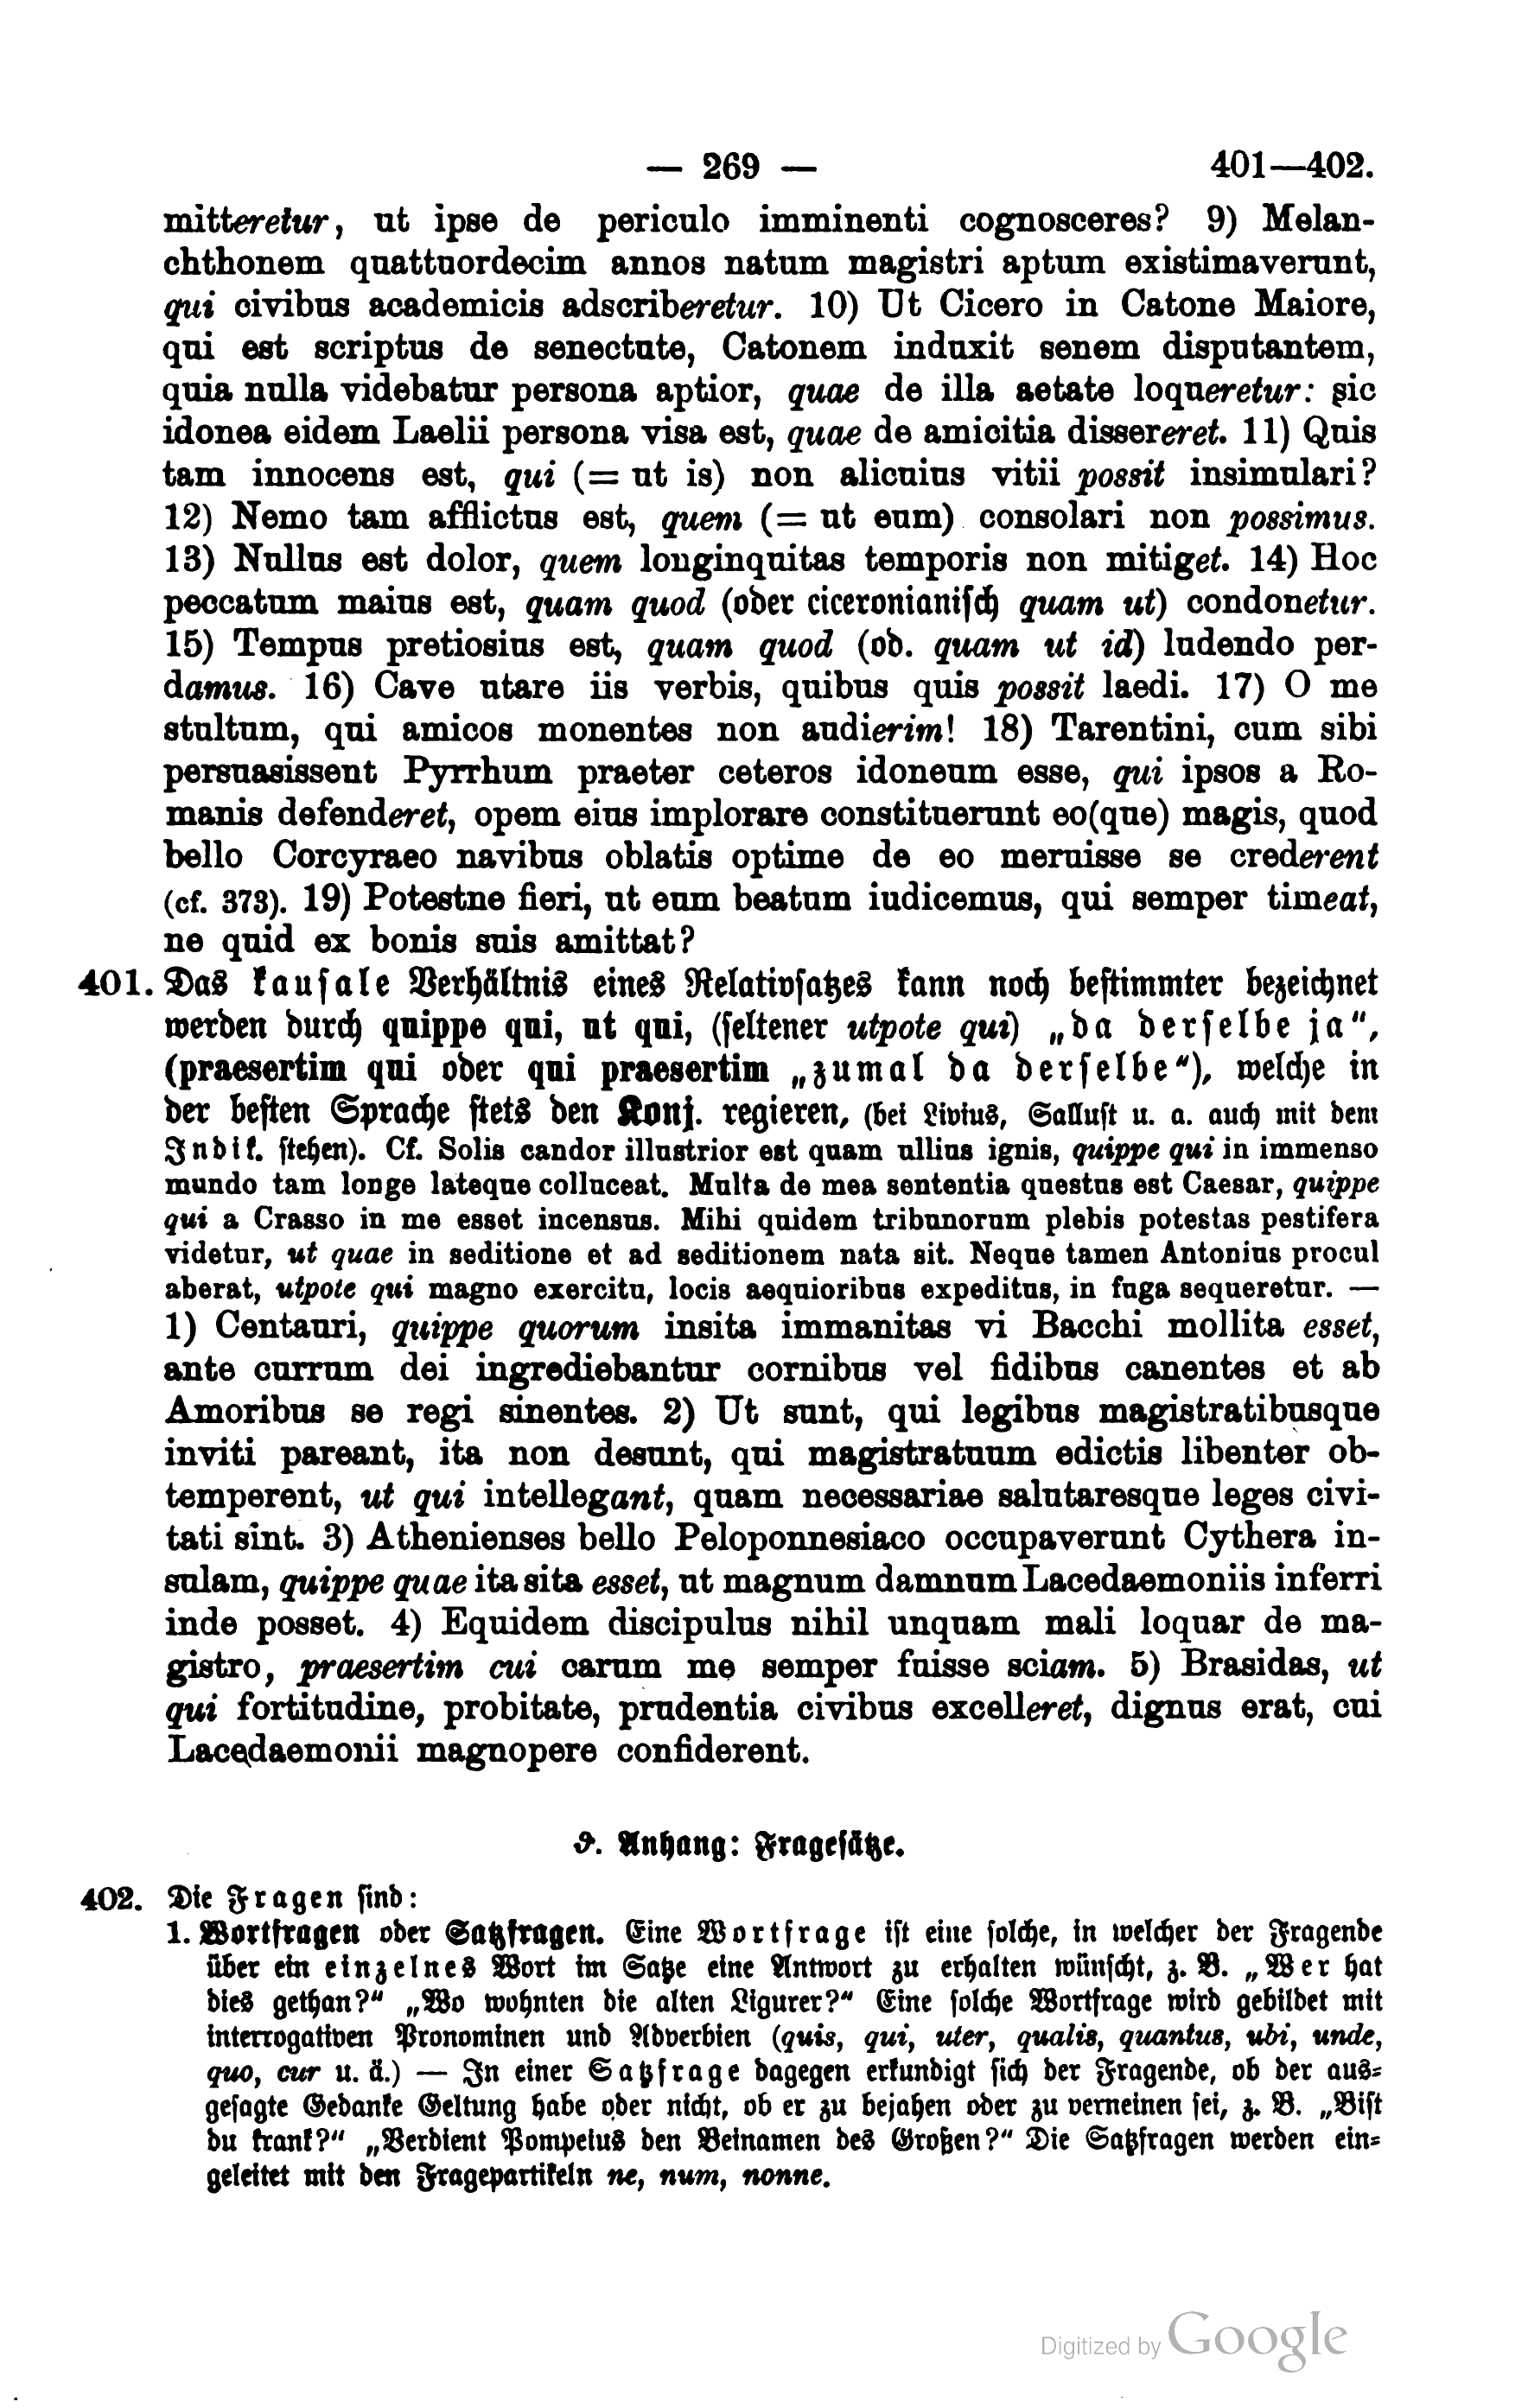 — 269 — 401—402.
mitteretur, ut ipse de periculo imminenti cognosceres? 9) Melan-
chthonem quattuordecim annos natum magistri aptum existimaverunt,
qui civibus academicis adscriberetur. 10) Ut Cicero in Catone Maiore,
qui est scriptus de senectute, Catonem induxit senem disputantem,
quia nulla videbatur persona aptior, quae de illa aetate loqueretur: sic
idonea eidem Laelii persona visa est, quae de amicitia dissereret. 11) Quis
tam innocens est, qui (= ut is) non alicuius vitii possit insimulari?
12) Nemo tam afflictus est, quem (= ut eum) consolari non possimus.
13) Nullus est dolor, quem longinquitas temporis non mitiget. 14) Hoc
peccatum maius est, quam quod (oder ciceronianisch quam ut) condonetur.
15) Tempus pretiosius est, quam quod (od. quam ut id) ludendo per-
damus. 16) Cave utare iis verbis, quibus quis possit laedi. 17) O me
stultum, qui amicos monentes non audierim! 18) Tarentini, cum sibi
persuasissent Pyrrhum praeter ceteros idoneum esse, qui ipsos a Ro-
manis defenderet, opem eius implorare constituerunt eo(que) magis, quod
bello Corcyraeo navibus oblatis optime de eo meruisse se crederent
(cf. 373). 19) Potestne fieri, ut eum beatum iudicemus, qui semper timeat,
ne quid ex bonis suis amittat?
401. Das kausale Verhältnis eines Relativsatzes kann noch bestimmter bezeichnet
werden durch quippe qui, ut qui, (seltener utpote qui) „da derselbe ja“,
(praesertim qui oder qui praesertim „zumal da derselbe“), welche in
der besten Sprache stets den Konj. regieren, (bei Livius, Sallust u. a. auch mit dem
Indik. stehen). Cf. Solis candor illustrior est quam ullius ignis, quippe qui in immenso
mundo tam longe lateque colluceat. Multa de mea sententia questus est Caesar, quippe
qui a Crasso in me esset incensus. Mihi quidem tribunorum plebis potestas pestifera
videtur, ut quae in seditione et ad seditionem nata sit. Neque tamen Antonius procul
aberat, utpote qui magno exercitu, locis aequioribus expeditus, in fuga sequeretur. —
1) Centauri, quippe quorum insita immanitas vi Bacchi mollita esset,
ante currum dei ingrediebantur cornibus vel fidibus canentes et ab
Amoribus se regi sinentes. 2) Ut sunt, qui legibus magistratibusque
inviti pareant, ita non desunt, qui magistratuum edictis libenter ob-
temperent, ut qui intellegant, quam necessariae salutaresque leges civi-
tati sint. 3) Athenienses bello Peloponnesiaco occupaverunt Cythera in-
sulam, quippe quae ita sita esset, ut magnum damnum Lacedaemoniis inferri
inde posset. 4) Equidem discipulus nihil unquam mali loquar de ma-
gistro, praesertim cui carum me semper fuisse sciam. 5) Brasidas, ut
qui fortitudine, probitate, prudentia civibus excelleret, dignus erat, cui
Lacedaemonii magnopere confiderent.
ϑ. Anhang: Fragesätze.
402. Die Fragen sind:
1. Wortfragen oder Satzfragen. Eine Wortfrage ist eine solche, in welcher der Fragende
über ein einzelnes Wort im Satze eine Antwort zu erhalten wünscht, z. B. „Wer hat
dies gethan?“ „Wo wohnten die alten Ligurer?“ Eine solche Wortfrage wird gebildet mit
interrogativen Pronominen und Adverbien (quis, qui, uter, qualis, quantus, ubi, unde,
quo, cur u. ä.) — In einer Satzfrage dagegen erkundigt sich der Fragende, ob der aus-
gesagte Gedanke Geltung habe oder nicht, ob er zu bejahen oder zu verneinen sei, z. B. „Bist
du krank?“ „Verdient Pompeius den Beinamen des Großen?“ Die Satzfragen werden ein-
geleitet mit den Fragepartikeln ne, num, nonne.
Digitized by Google